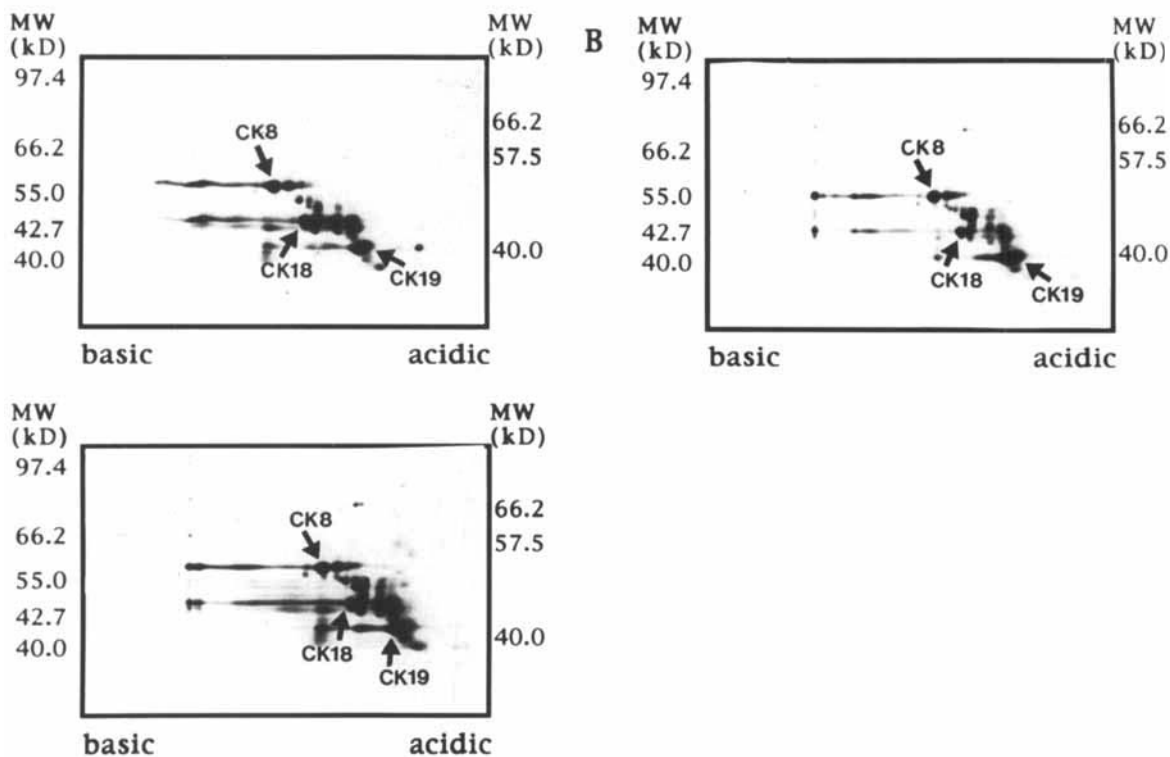 MW
(kD)
97.4
66.2
55.0
42.7
40.0
CK8
CK18
CK19
MW
(kD)
66.2
57.5
40.0
basic acidic
B
MW
(kD)
97.4
66.2
55.0
42.7
40.0
CK8
CK18
CK19
MW
(kD)
66.2
57.5
40.0
basic acidic
MW
(kD)
97.4
66.2
55.0
42.7
40.0
CK8
CK18
CK19
MW
(kD)
66.2
57.5
40.0
basic acidic